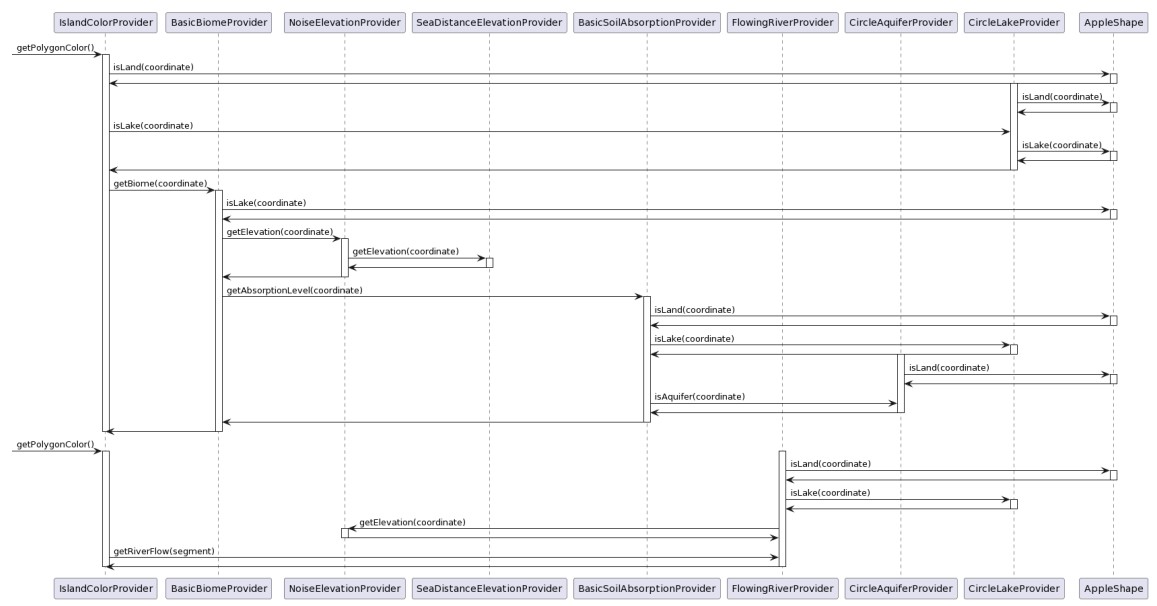 IslandColorProvider BasicBiomeProvider NoiseElevationProvider SeaDistanceElevationProvider BasicSoilAbsorptionProvider FlowingRiverProvider CircleAquiferProvider CircleLakeProvider AppleShape
getPolygonColor()
isLand(coordinate)
isLand(coordinate)
isLake(coordinate)
isLake(coordinate)
getBiome(coordinate)
isLake(coordinate)
getElevation(coordinate)
getElevation(coordinate)
getAbsorptionLevel(coordinate)
isLand(coordinate)
isLake(coordinate)
isLand(coordinate)
isAquifer(coordinate)
getPolygonColor()
isLand(coordinate)
isLake(coordinate)
getElevation(coordinate)
getRiverFlow(segment)
IslandColorProvider BasicBiomeProvider NoiseElevationProvider SeaDistanceElevationProvider BasicSoilAbsorptionProvider FlowingRiverProvider CircleAquiferProvider CircleLakeProvider AppleShape